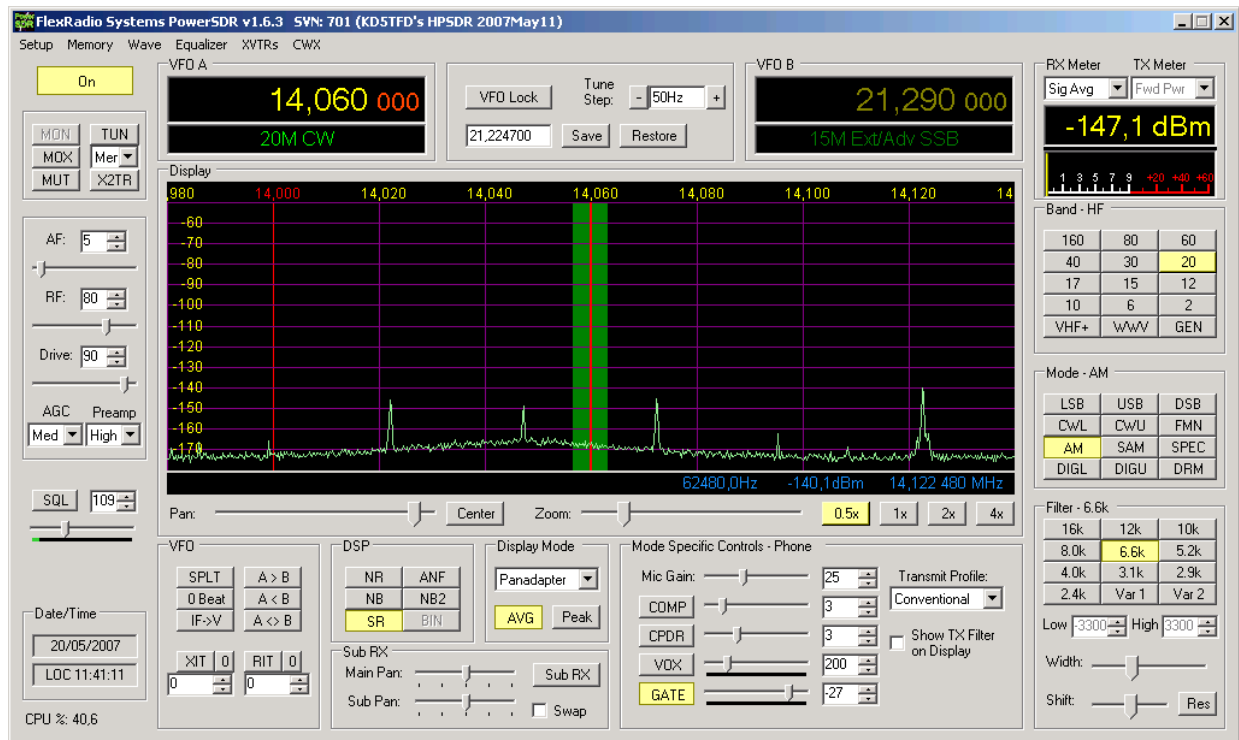 FlexRadio Systems PowerSDR v1.6.3 SVN: 701 (KD5TFD's HPSDR 2007May11)
Setup Memory Wave Equalizer XVTRs CWX
On
MON TUN
MOX Mer
MUT X2TR
AF: 5
RF: 80
Drive: 90
AGC Preamp
Med High
SQL 109
Date/Time
20/05/2007
LOC 11:41:11
CPU %: 40,6
VFO A
14,060 000
20M CW
VFO Lock
Tune Step: - 50Hz +
21,224700 Save Restore
VFO B
21,290 000
15M Ext/Adv SSB
Display
,980 14,000 14,020 14,040 14,060 14,080 14,100 14,120 14
-60
-70
-80
-90
-100
-110
-120
-130
-140
-150
-160
-170
62480,0Hz -140,1dBm 14,122 480 MHz
Pan: Center Zoom: 0.5x 1x 2x 4x
VFO
SPLT A > B
0 Beat A < B
IF->V A <> B
XIT 0 RIT 0
0 0
DSP
NR ANF
NB NB2
SR BIN
Display Mode
Panadapter
AVG Peak
Sub RX
Main Pan: Sub RX
Sub Pan: Swap
Mode Specific Controls - Phone
Mic Gain: 25
COMP 3
CPDR 3
VOX 200
GATE -27
Transmit Profile:
Conventional
Show TX Filter
on Display
RX Meter TX Meter
Sig Avg Fwd Pwr
-147,1 dBm
1 3 5 7 9 +20 +40 +60
Band - HF
160 80 60
40 30 20
17 15 12
10 6 2
VHF+ WWV GEN
Mode - AM
LSB USB DSB
CWL CWU FMN
AM SAM SPEC
DIGL DIGU DRM
Filter - 6.6k
16k 12k 10k
8.0k 6.6k 5.2k
4.0k 3.1k 2.9k
2.4k Var 1 Var 2
Low -3300 High 3300
Width:
Shift: Res